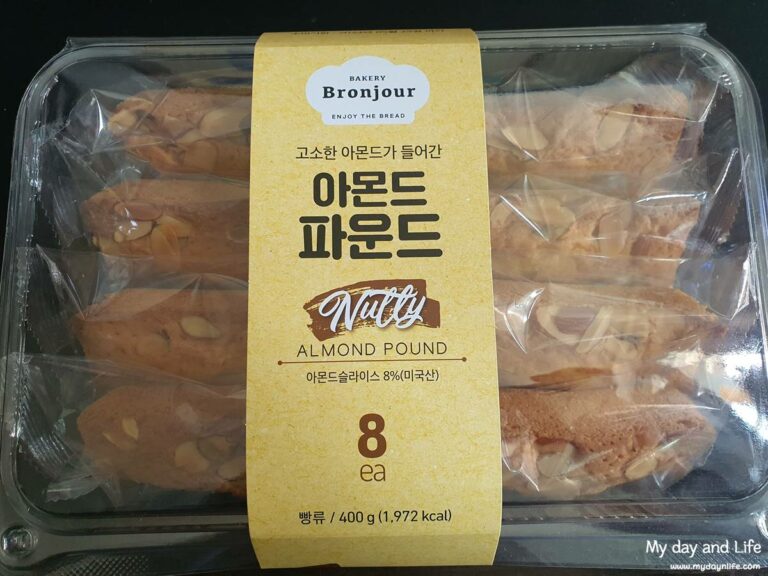 BAKERY
Bronjour
ENJOY THE BREAD
고소한 아몬드가 들어간
아몬드
파운드
Nutty
ALMOND POUND
아몬드슬라이스 8%(미국산)
8
ea
빵류 / 400 g (1,972 kcal)
My day and Life
www.mydaynlife.com